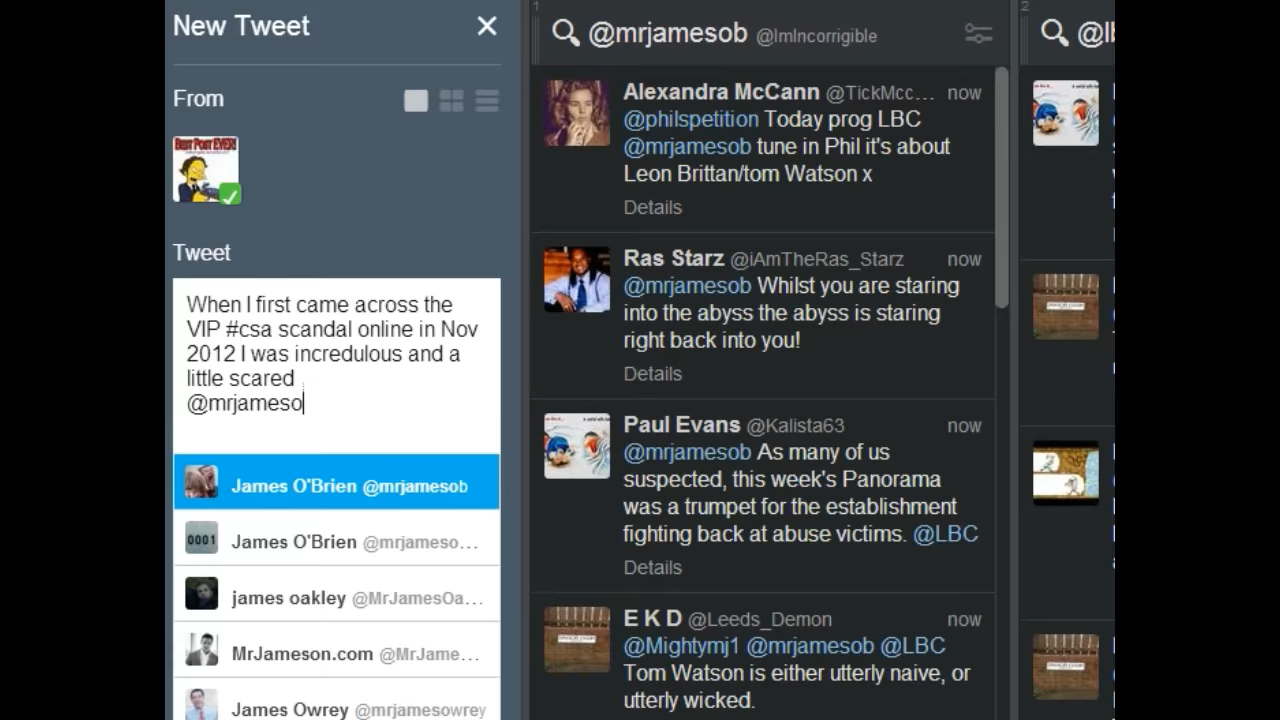 New Tweet
From
BEST POST EVER!
Tweet
When I first came across the
VIP #csa scandal online in Nov
2012 I was incredulous and a
little scared
@mrjameso
James O'Brien @mrjamesob
0001
James O'Brien @mrjameso…
james oakley @MrJamesOa…
MrJameson.com @MrJame…
James Owrey @mrjamesowrey
1
@mrjamesob @ImIncorrigible
Alexandra McCann @TickMcc… now
@philspetition Today prog LBC
@mrjamesob tune in Phil it's about
Leon Brittan/tom Watson x
Details
Ras Starz @iAmTheRas_Starz now
@mrjamesob Whilst you are staring
into the abyss the abyss is staring
right back into you!
Details
Paul Evans @Kalista63 now
@mrjamesob As many of us
suspected, this week's Panorama
was a trumpet for the establishment
fighting back at abuse victims. @LBC
Details
E K D @Leeds_Demon now
@Mightymj1 @mrjamesob @LBC
Tom Watson is either utterly naive, or
utterly wicked.
2